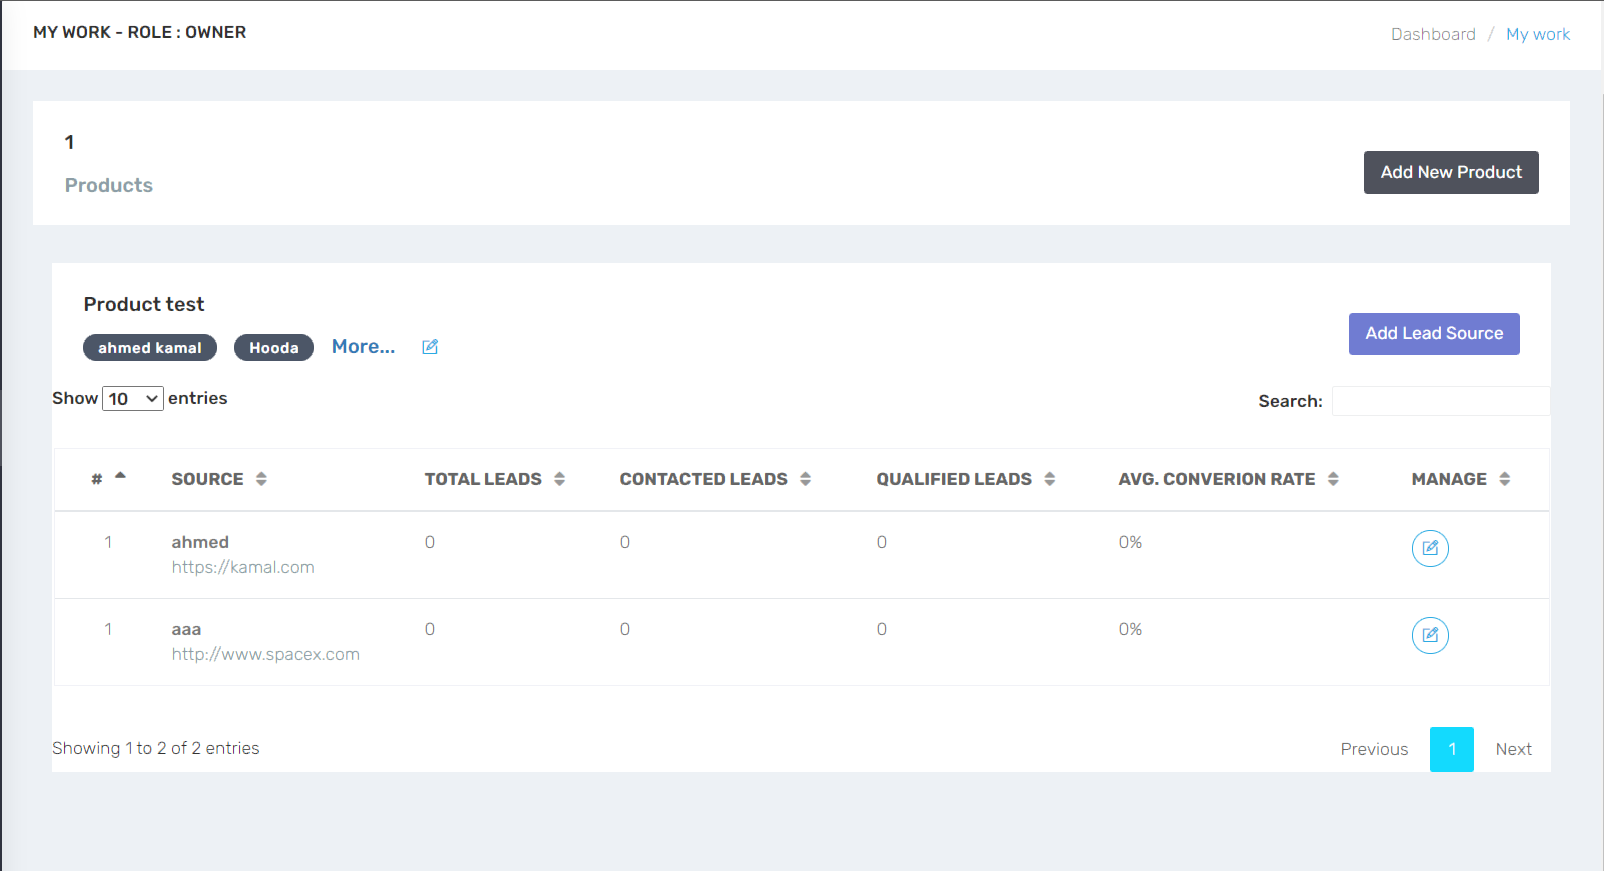 MY WORK - ROLE : OWNER
Dashboard / My work
1
Products
Add New Product
Product test
ahmed kamal Hooda More...
Add Lead Source
Show 10 entries
Search:
# SOURCE TOTAL LEADS CONTACTED LEADS QUALIFIED LEADS AVG. CONVERION RATE MANAGE
1 ahmed 0 0 0 0%
https://kamal.com
1 aaa 0 0 0 0%
http://www.spacex.com
Showing 1 to 2 of 2 entries
Previous 1 Next